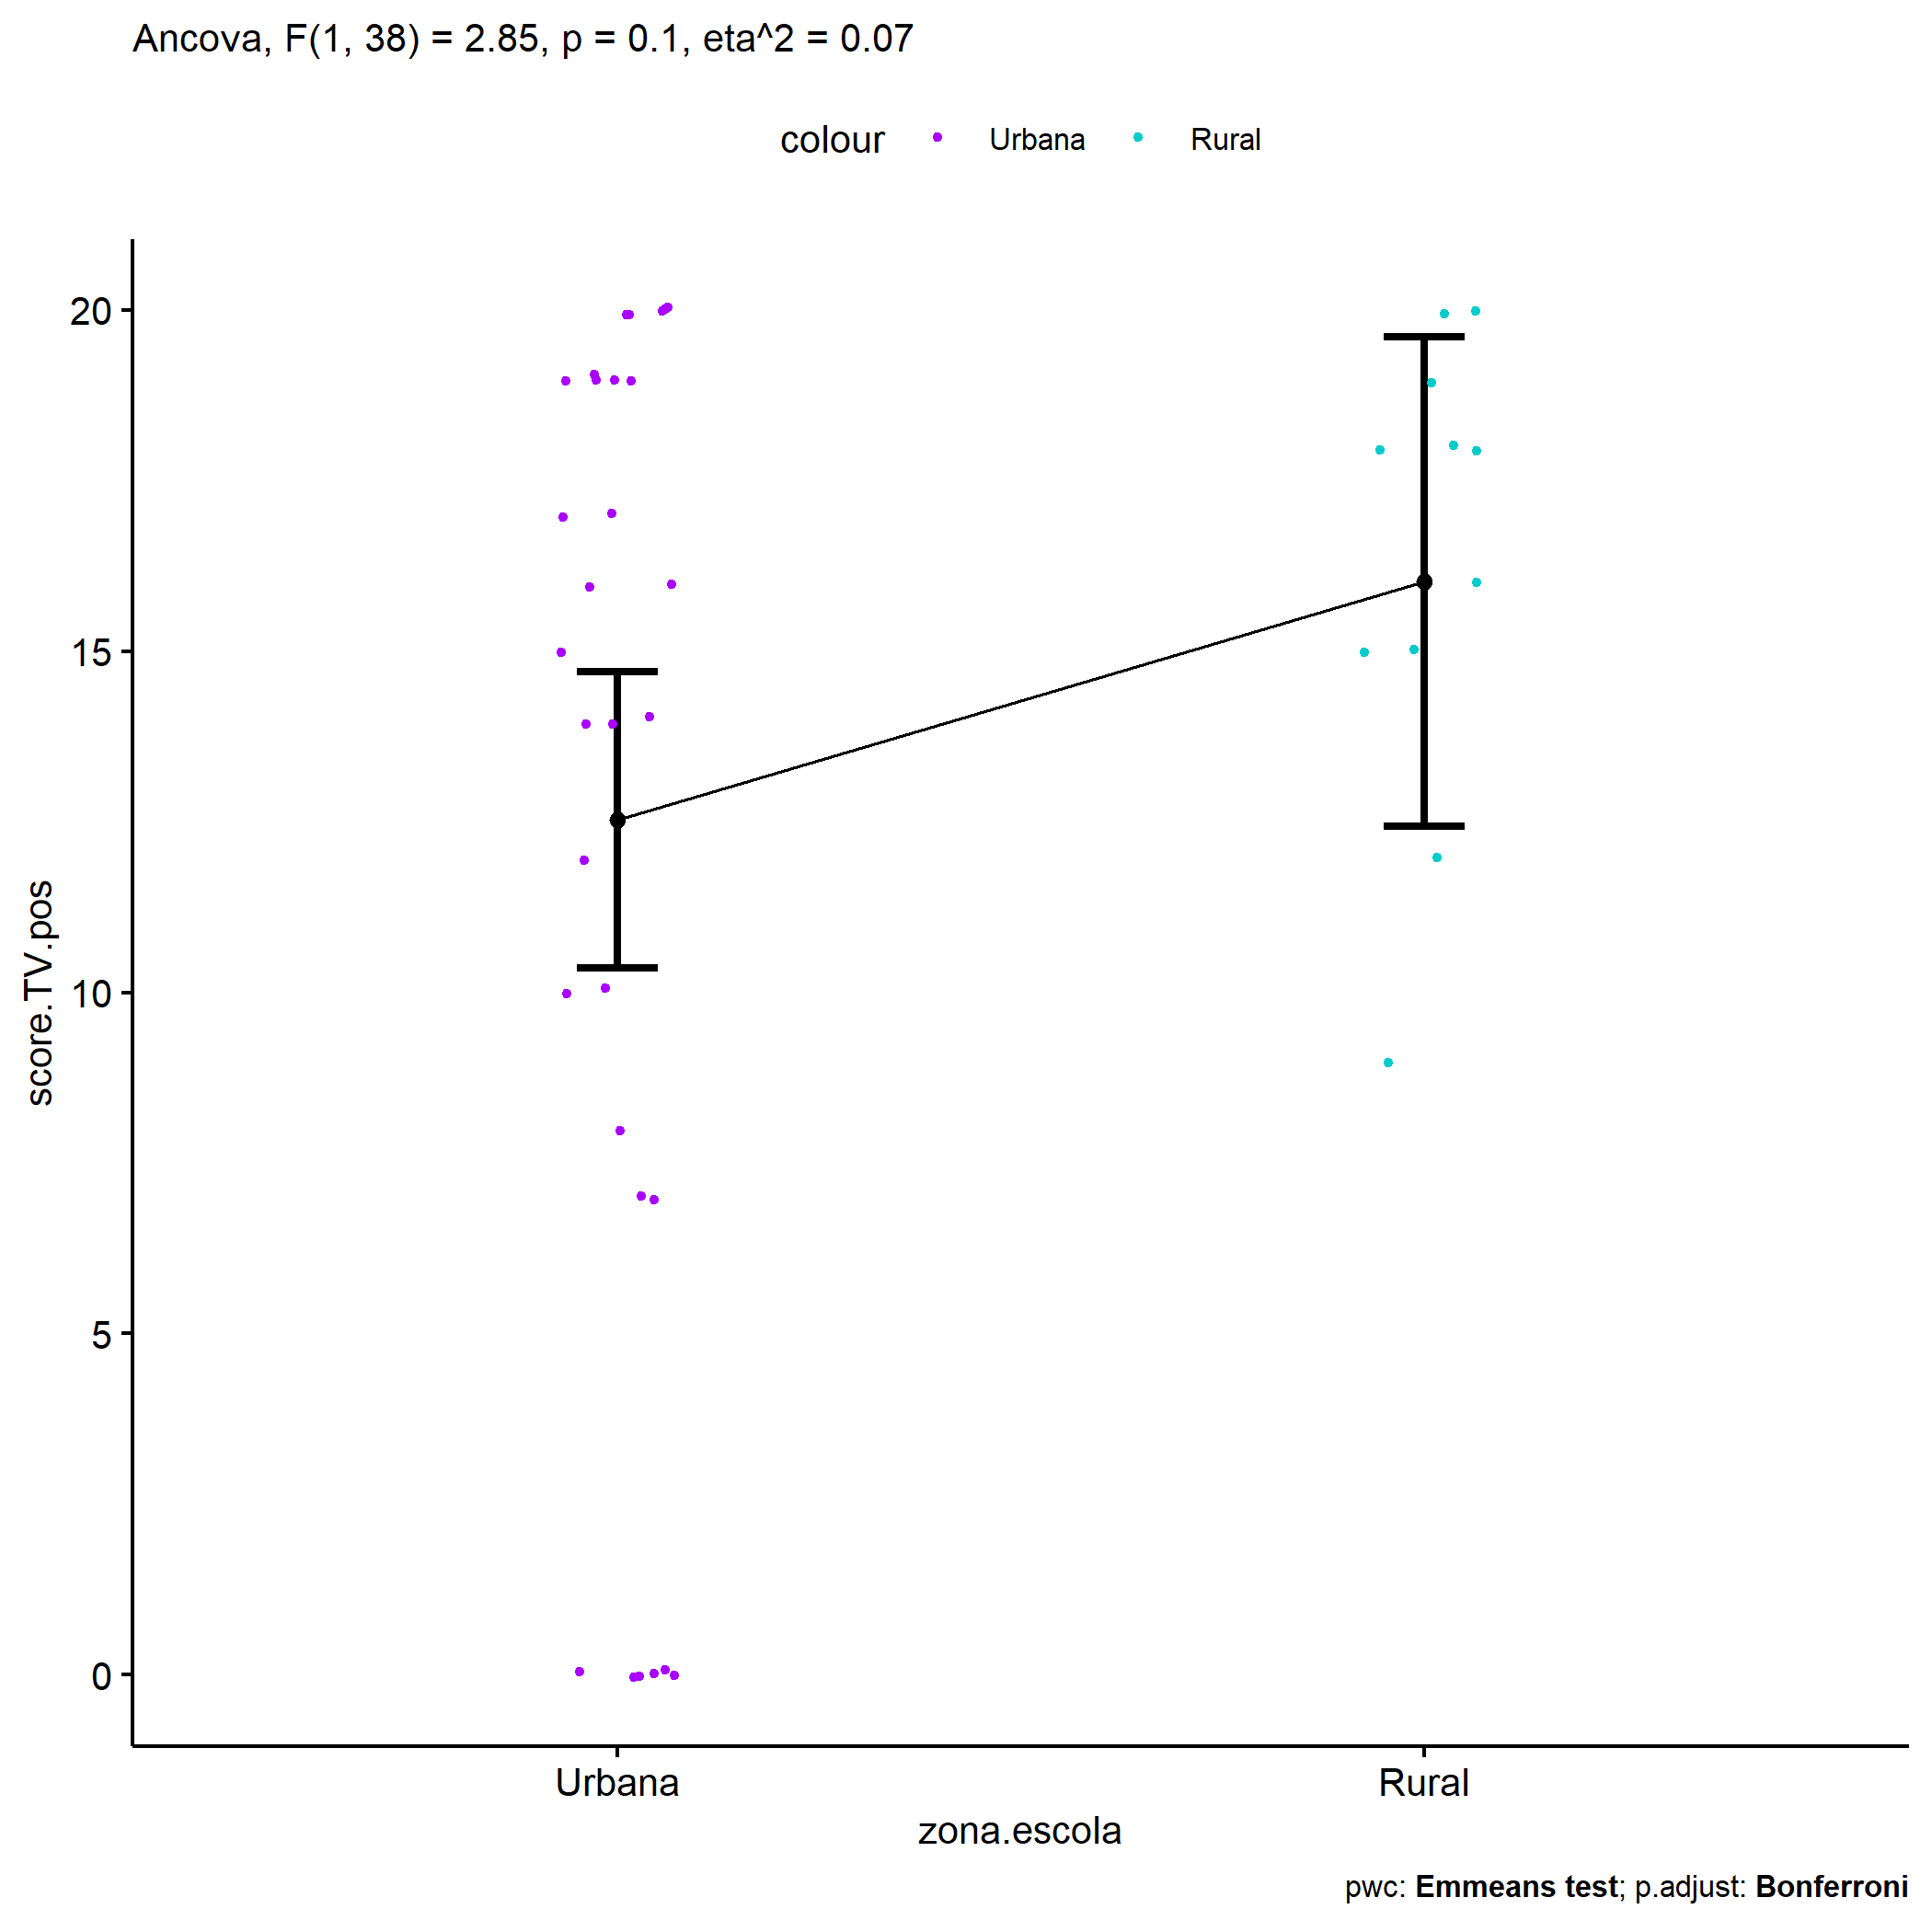 Ancova, F(1, 38) = 2.85, p = 0.1, eta^2 = 0.07
colour Urbana Rural
20
15
10
5
0
score.TV.pos
Urbana Rural
zona.escola
pwc: Emmeans test; p.adjust: Bonferroni